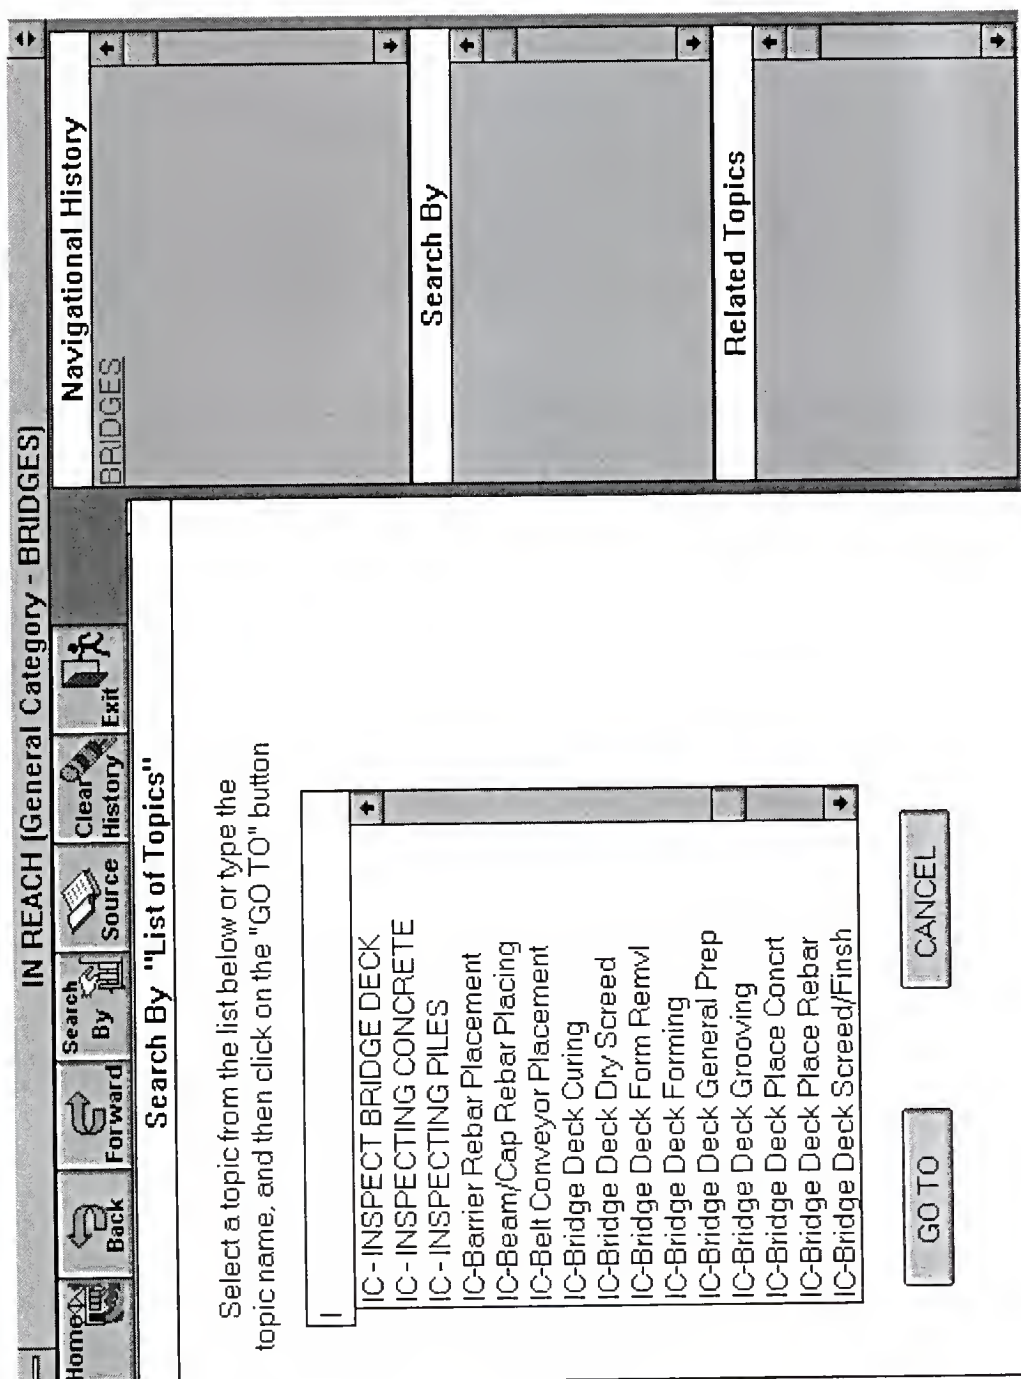 IN REACH (General Category - BRIDGES)
Home
Back
Forward
Search
By
Source
Clear
History
Exit
Search By "List of Topics"
Select a topic from the list below or type the
topic name, and then click on the "GO TO" button
IC - INSPECT BRIDGE DECK
IC - INSPECTING CONCRETE
IC - INSPECTING PILES
IC-Barrier Rebar Placement
IC-Beam/Cap Rebar Placing
IC-Belt Conveyor Placement
IC-Bridge Deck Curing
IC-Bridge Deck Dry Screed
IC-Bridge Deck Form Remvl
IC-Bridge Deck Forming
IC-Bridge Deck General Prep
IC-Bridge Deck Grooving
IC-Bridge Deck Place Concrt
IC-Bridge Deck Place Rebar
IC-Bridge Deck Screed/Finsh
GO TO
CANCEL
Navigational History
BRIDGES
Search By
Related Topics